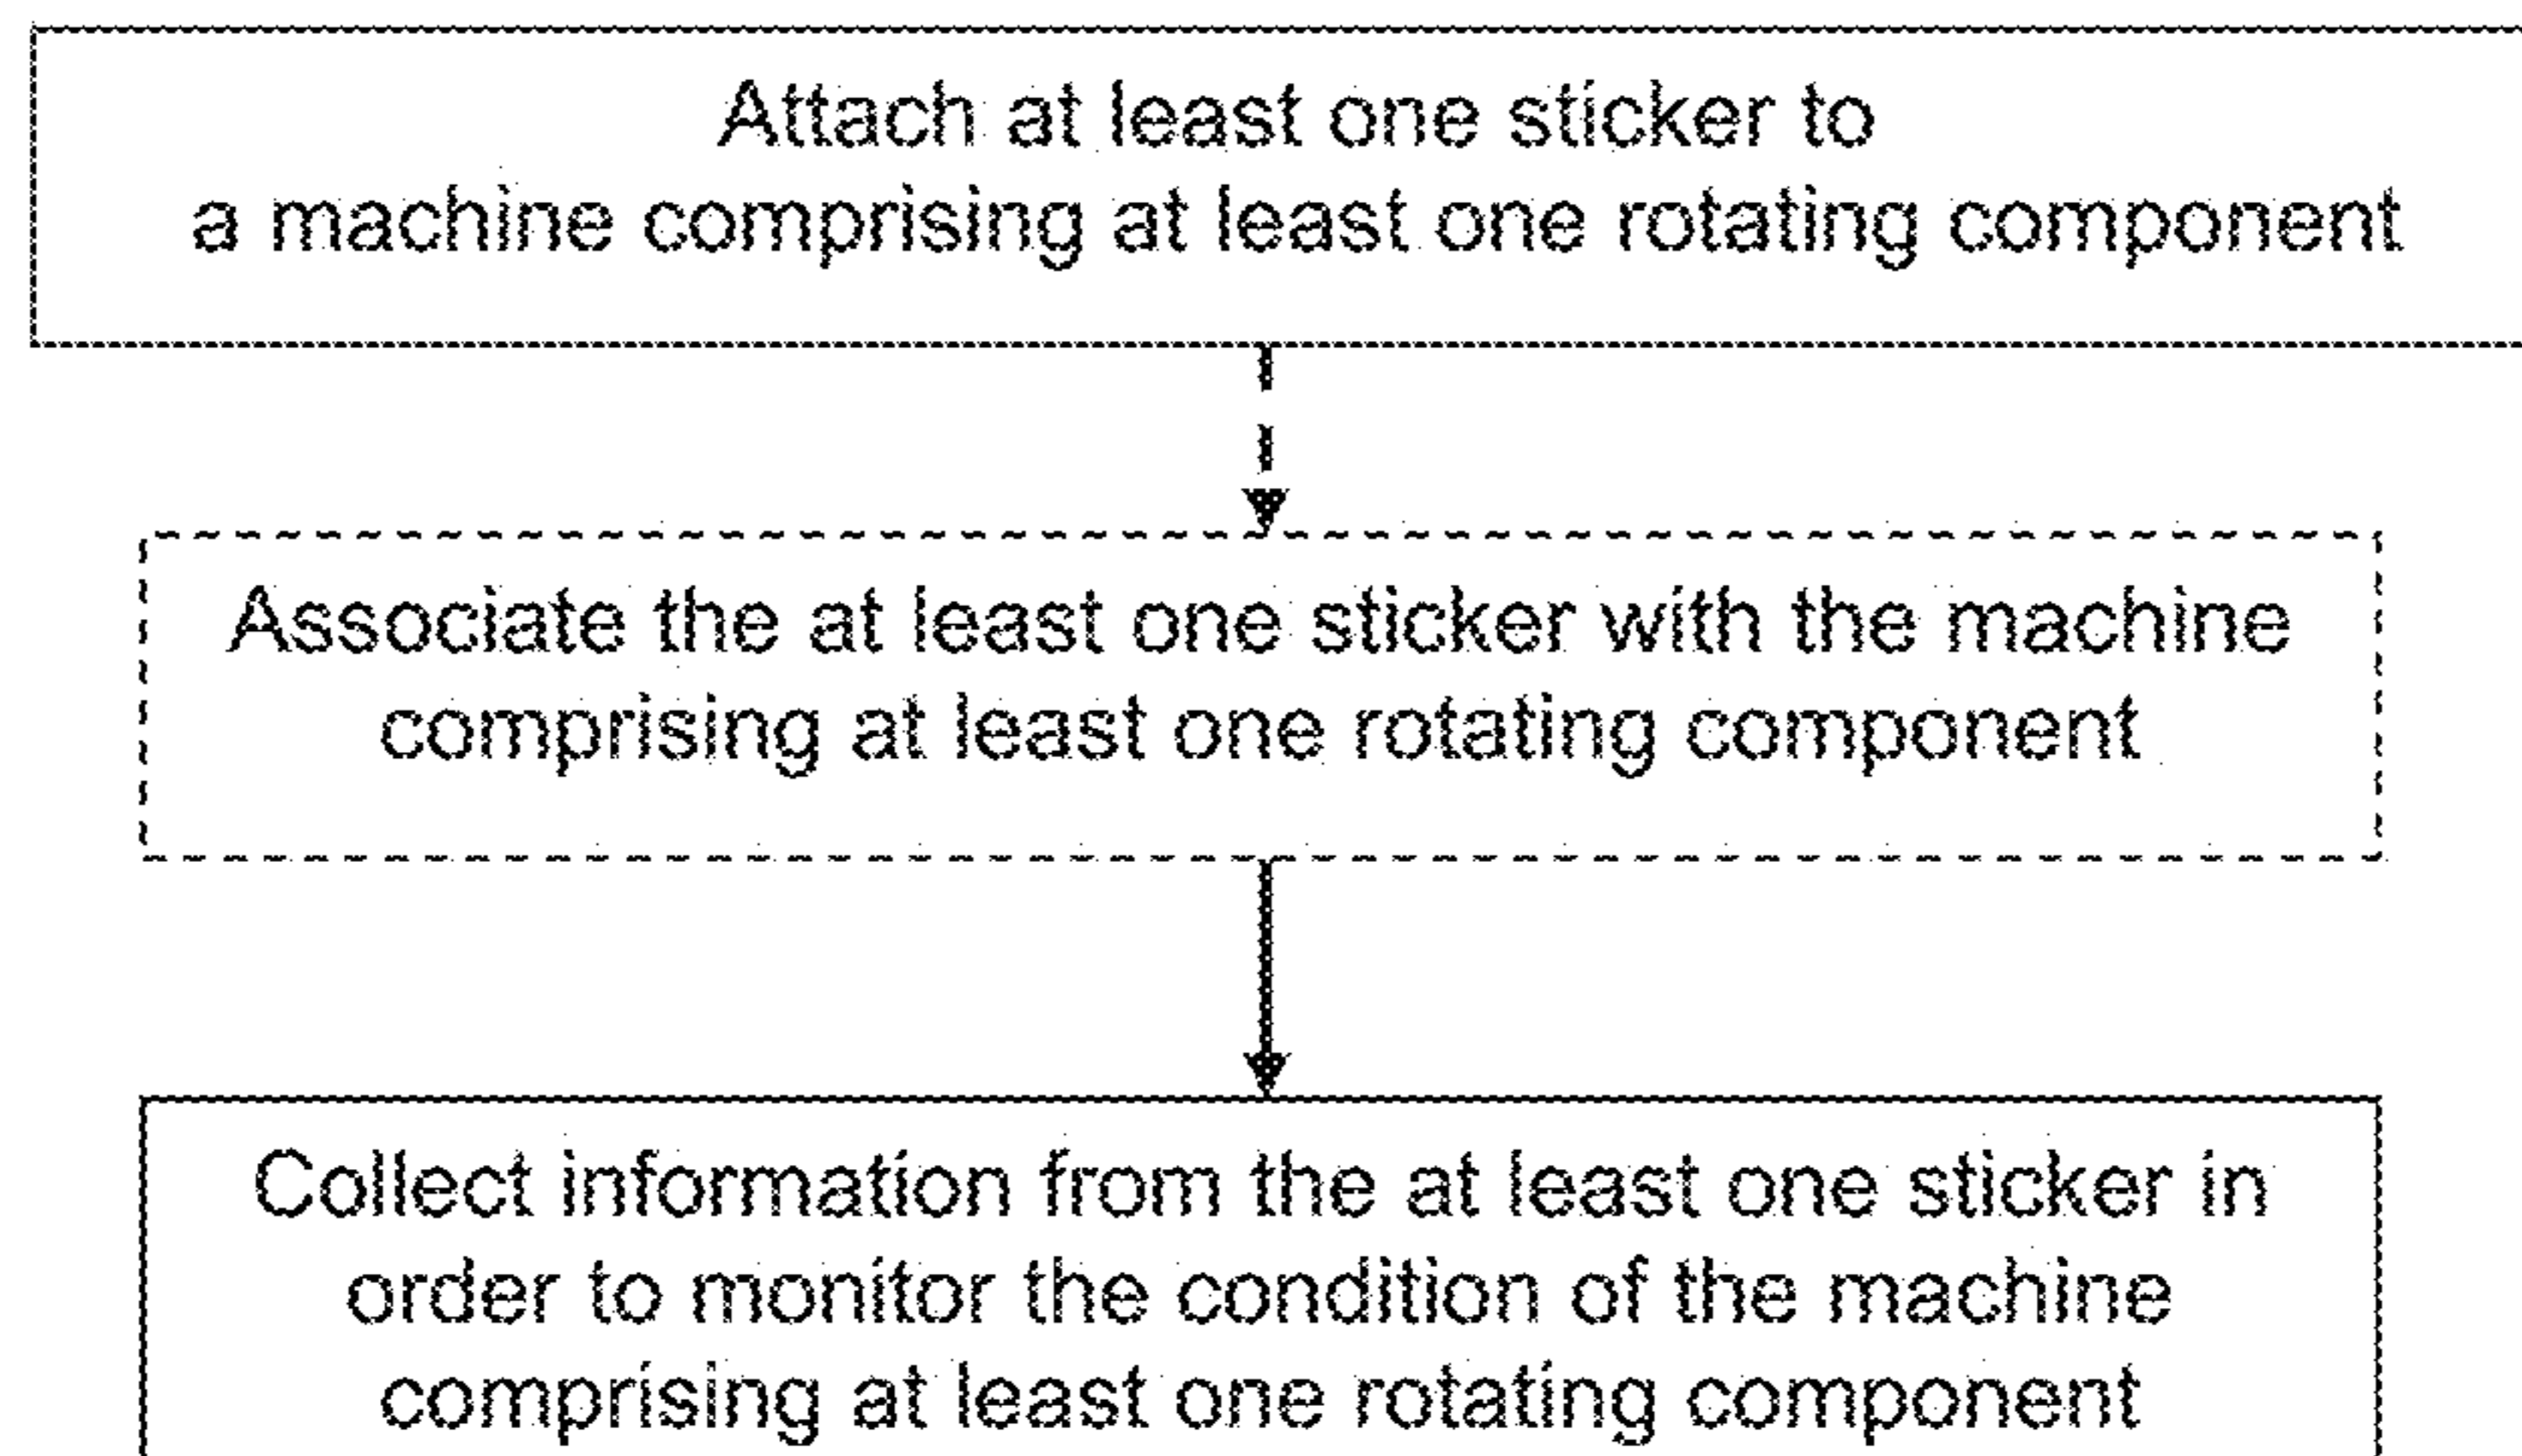 Attach at least one sticker to
a machine comprising at least one rotating component
Associate the at least one sticker with the machine
comprising at least one rotating component
Collect information from the at least one sticker in
order to monitor the condition of the machine
comprising at least one rotating component